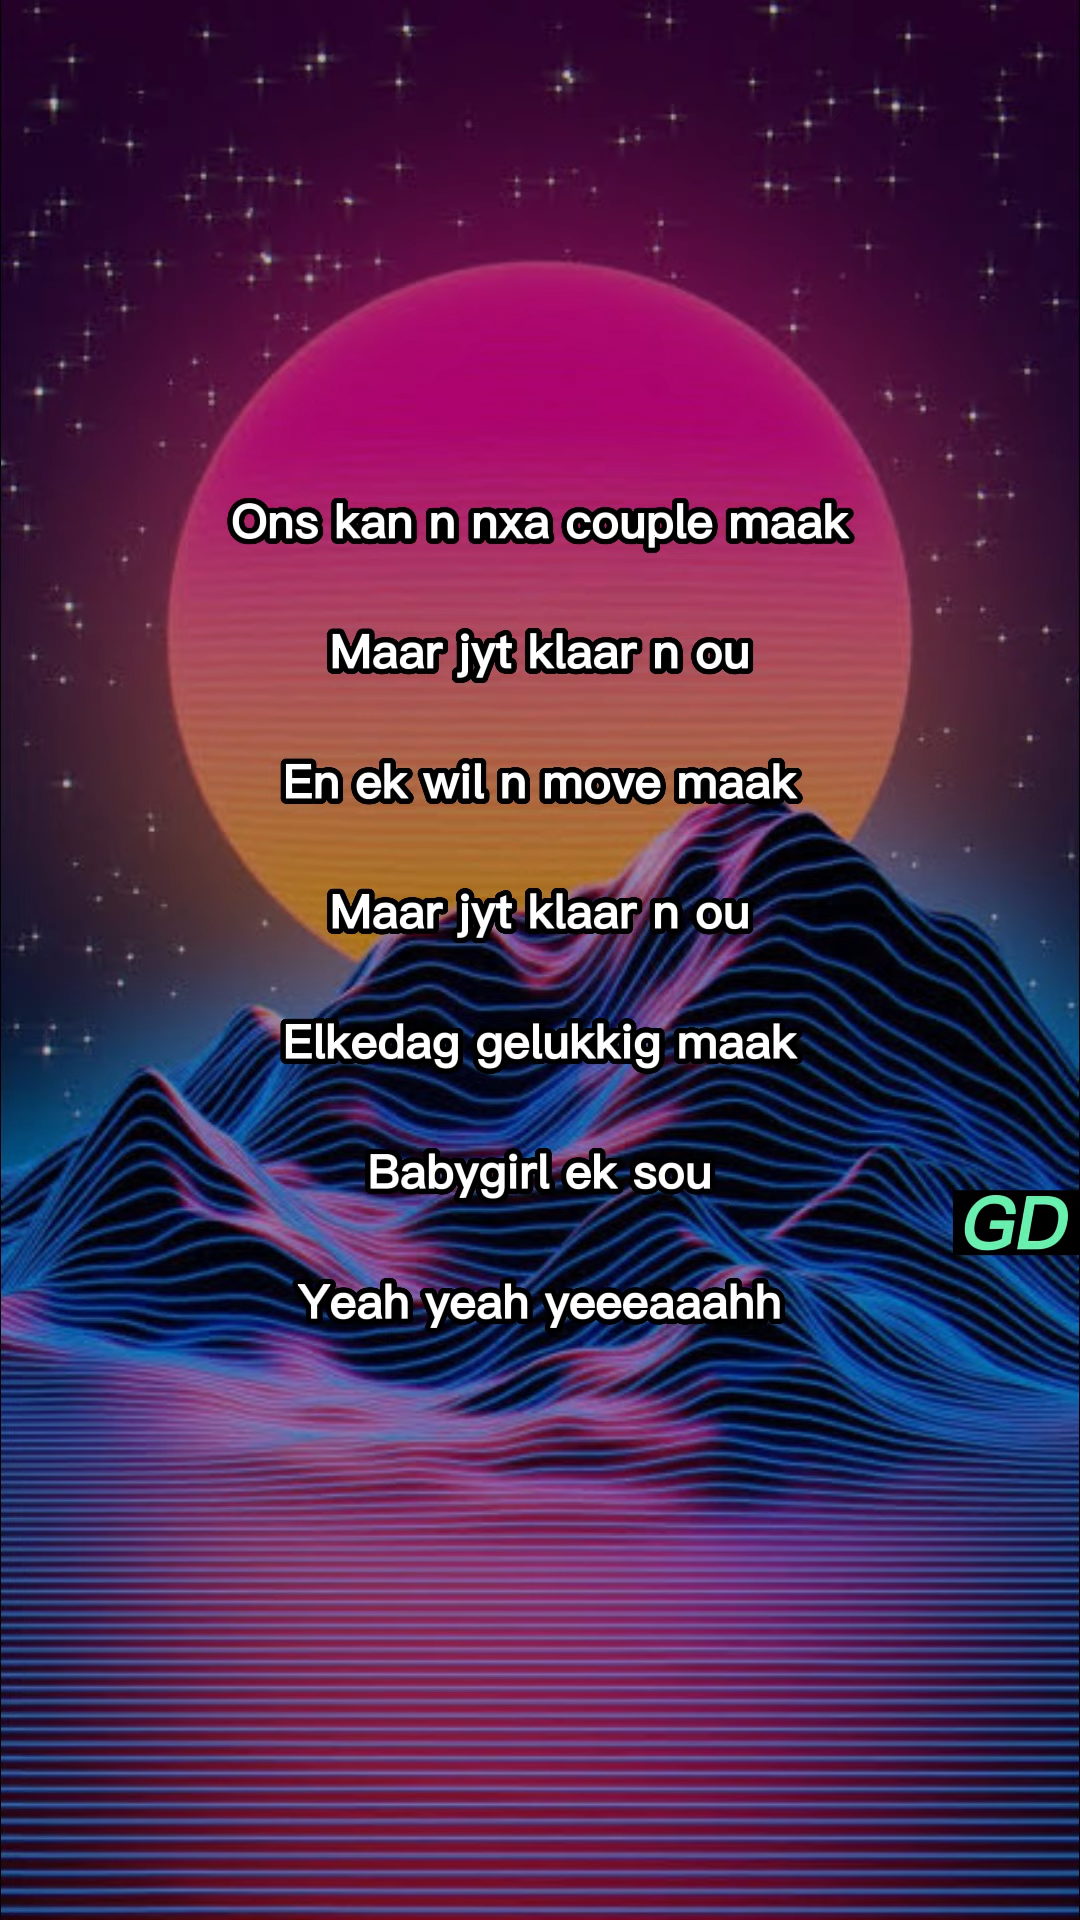 Ons kan n nxa couple maak
Maar jyt klaar n ou
En ek wil n move maak
Maar jyt klaar n ou
Elkedag gelukkig maak
Babygirl ek sou
GD
Yeah yeah yeeeaaahh